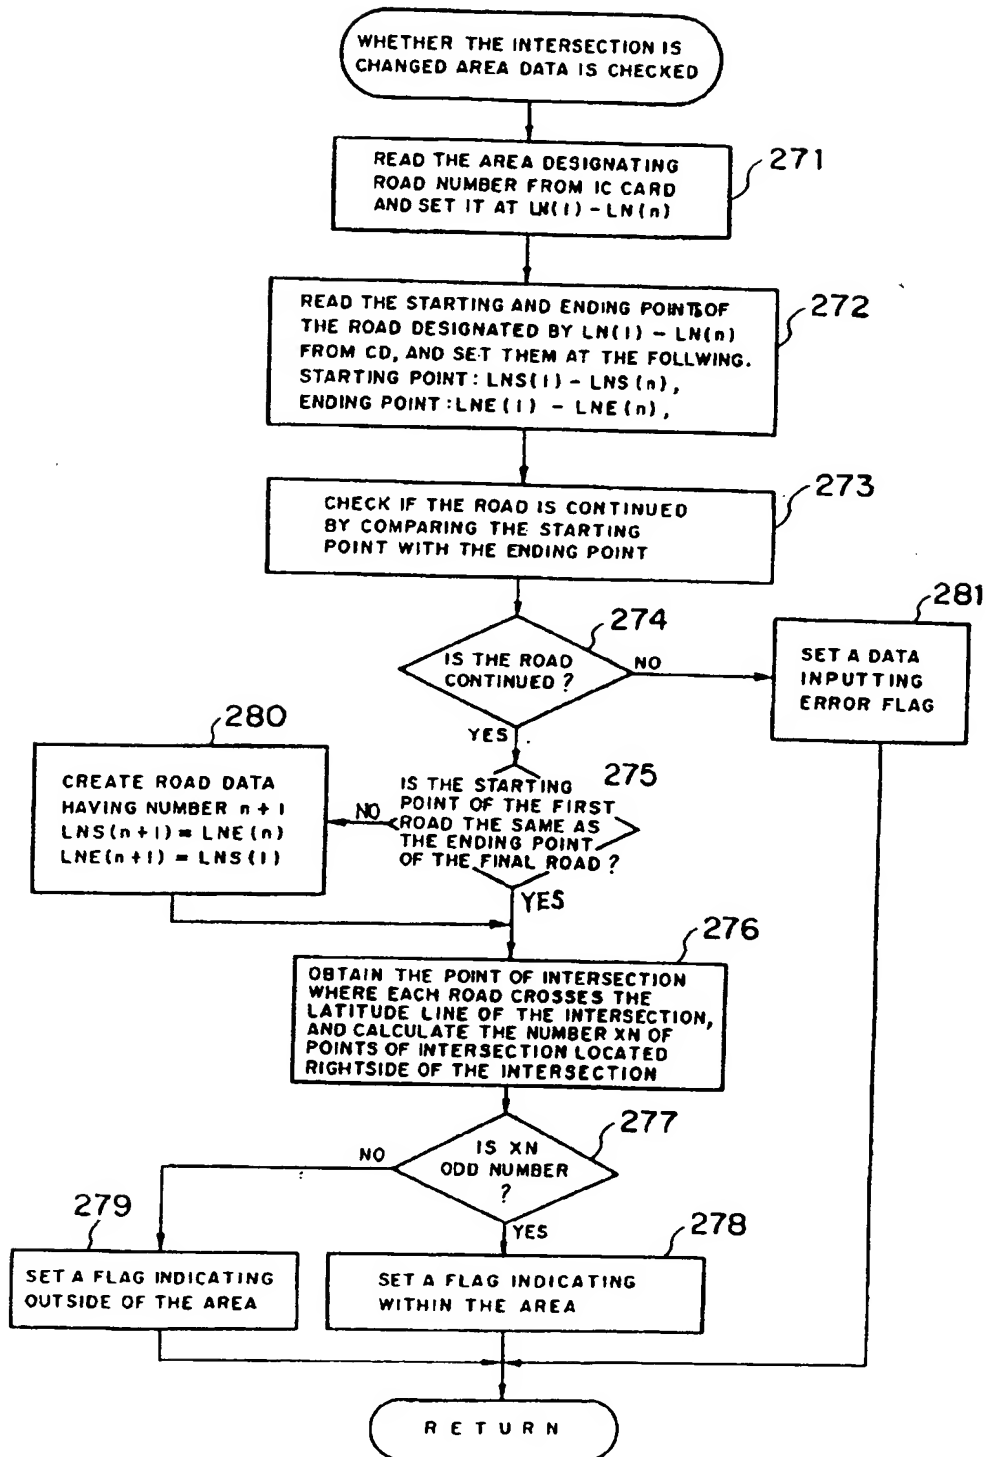 WHETHER THE INTERSECTION IS
CHANGED AREA DATA IS CHECKED
271
READ THE AREA DESIGNATING
ROAD NUMBER FROM IC CARD
AND SET IT AT LN(1) - LN(n)
272
READ THE STARTING AND ENDING POINTS OF
THE ROAD DESIGNATED BY LN(1) - LN(n)
FROM CD, AND SET THEM AT THE FOLLWING.
STARTING POINT: LNS(1) - LNS(n),
ENDING POINT: LNE(1) - LNE(n),
273
CHECK IF THE ROAD IS CONTINUED
BY COMPARING THE STARTING
POINT WITH THE ENDING POINT
274
IS THE ROAD
CONTINUED ?
NO
YES
281
SET A DATA
INPUTTING
ERROR FLAG
275
IS THE STARTING
POINT OF THE FIRST
ROAD THE SAME AS
THE ENDING POINT
OF THE FINAL ROAD ?
NO
YES
280
CREATE ROAD DATA
HAVING NUMBER n+1
LNS(n+1) = LNE(n)
LNE(n+1) = LNS(1)
276
OBTAIN THE POINT OF INTERSECTION
WHERE EACH ROAD CROSSES THE
LATITUDE LINE OF THE INTERSECTION,
AND CALCULATE THE NUMBER XN OF
POINTS OF INTERSECTION LOCATED
RIGHTSIDE OF THE INTERSECTION
277
IS XN
ODD NUMBER
?
NO
YES
279
SET A FLAG INDICATING
OUTSIDE OF THE AREA
278
SET A FLAG INDICATING
WITHIN THE AREA
RETURN